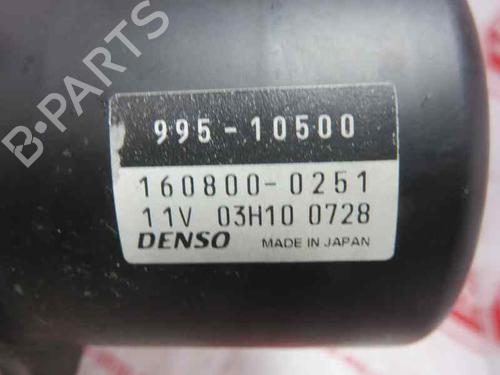 995-10500
160800-0251
11V 03H10 0728
DENSO MADE IN JAPAN
B-PARTS